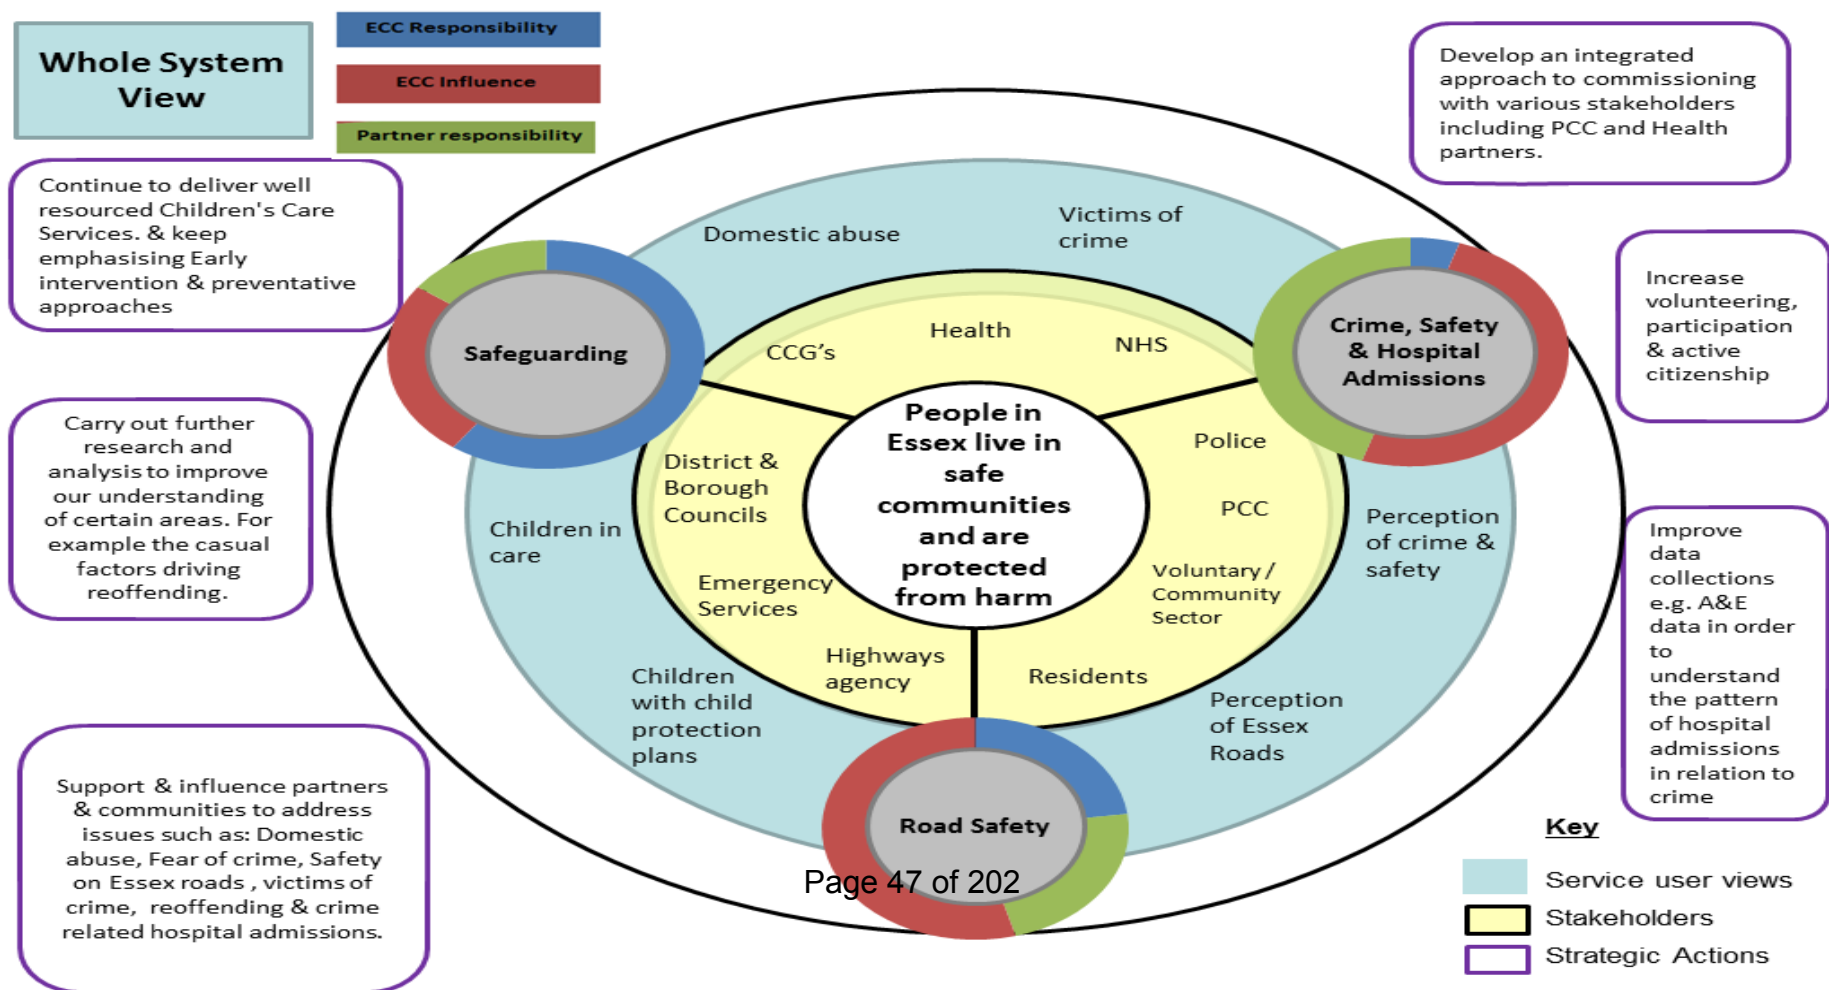 Whole System
View
ECC Responsibility
ECC Influence
Partner responsibility
Develop an integrated
approach to commissioning
with various stakeholders
including PCC and Health
partners.
Continue to deliver well
resourced Children's Care
Services. & keep
emphasising Early
intervention & preventative
approaches
Domestic abuse
Victims of
crime
Increase
volunteering,
participation
& active
citizenship
Safeguarding
Crime, Safety
& Hospital
Admissions
CCG's
Health
NHS
Carry out further
research and
analysis to improve
our understanding
of certain areas. For
example the casual
factors driving
reoffending.
People in
Essex live in
safe
communities
and are
protected
from harm
District &
Borough
Councils
Police
PCC
Children in
care
Perception
of crime &
safety
Emergency
Services
Voluntary /
Community
Sector
Improve
data
collections
e.g. A&E
data in order
to
understand
the pattern
of hospital
admissions
in relation to
crime
Highways
agency
Residents
Children
with child
protection
plans
Perception
of Essex
Roads
Support & influence partners
& communities to address
issues such as: Domestic
abuse, Fear of crime, Safety
on Essex roads , victims of
crime, reoffending & crime
related hospital admissions.
Road Safety
Page 47 of 202
Key
Service user views
Stakeholders
Strategic Actions